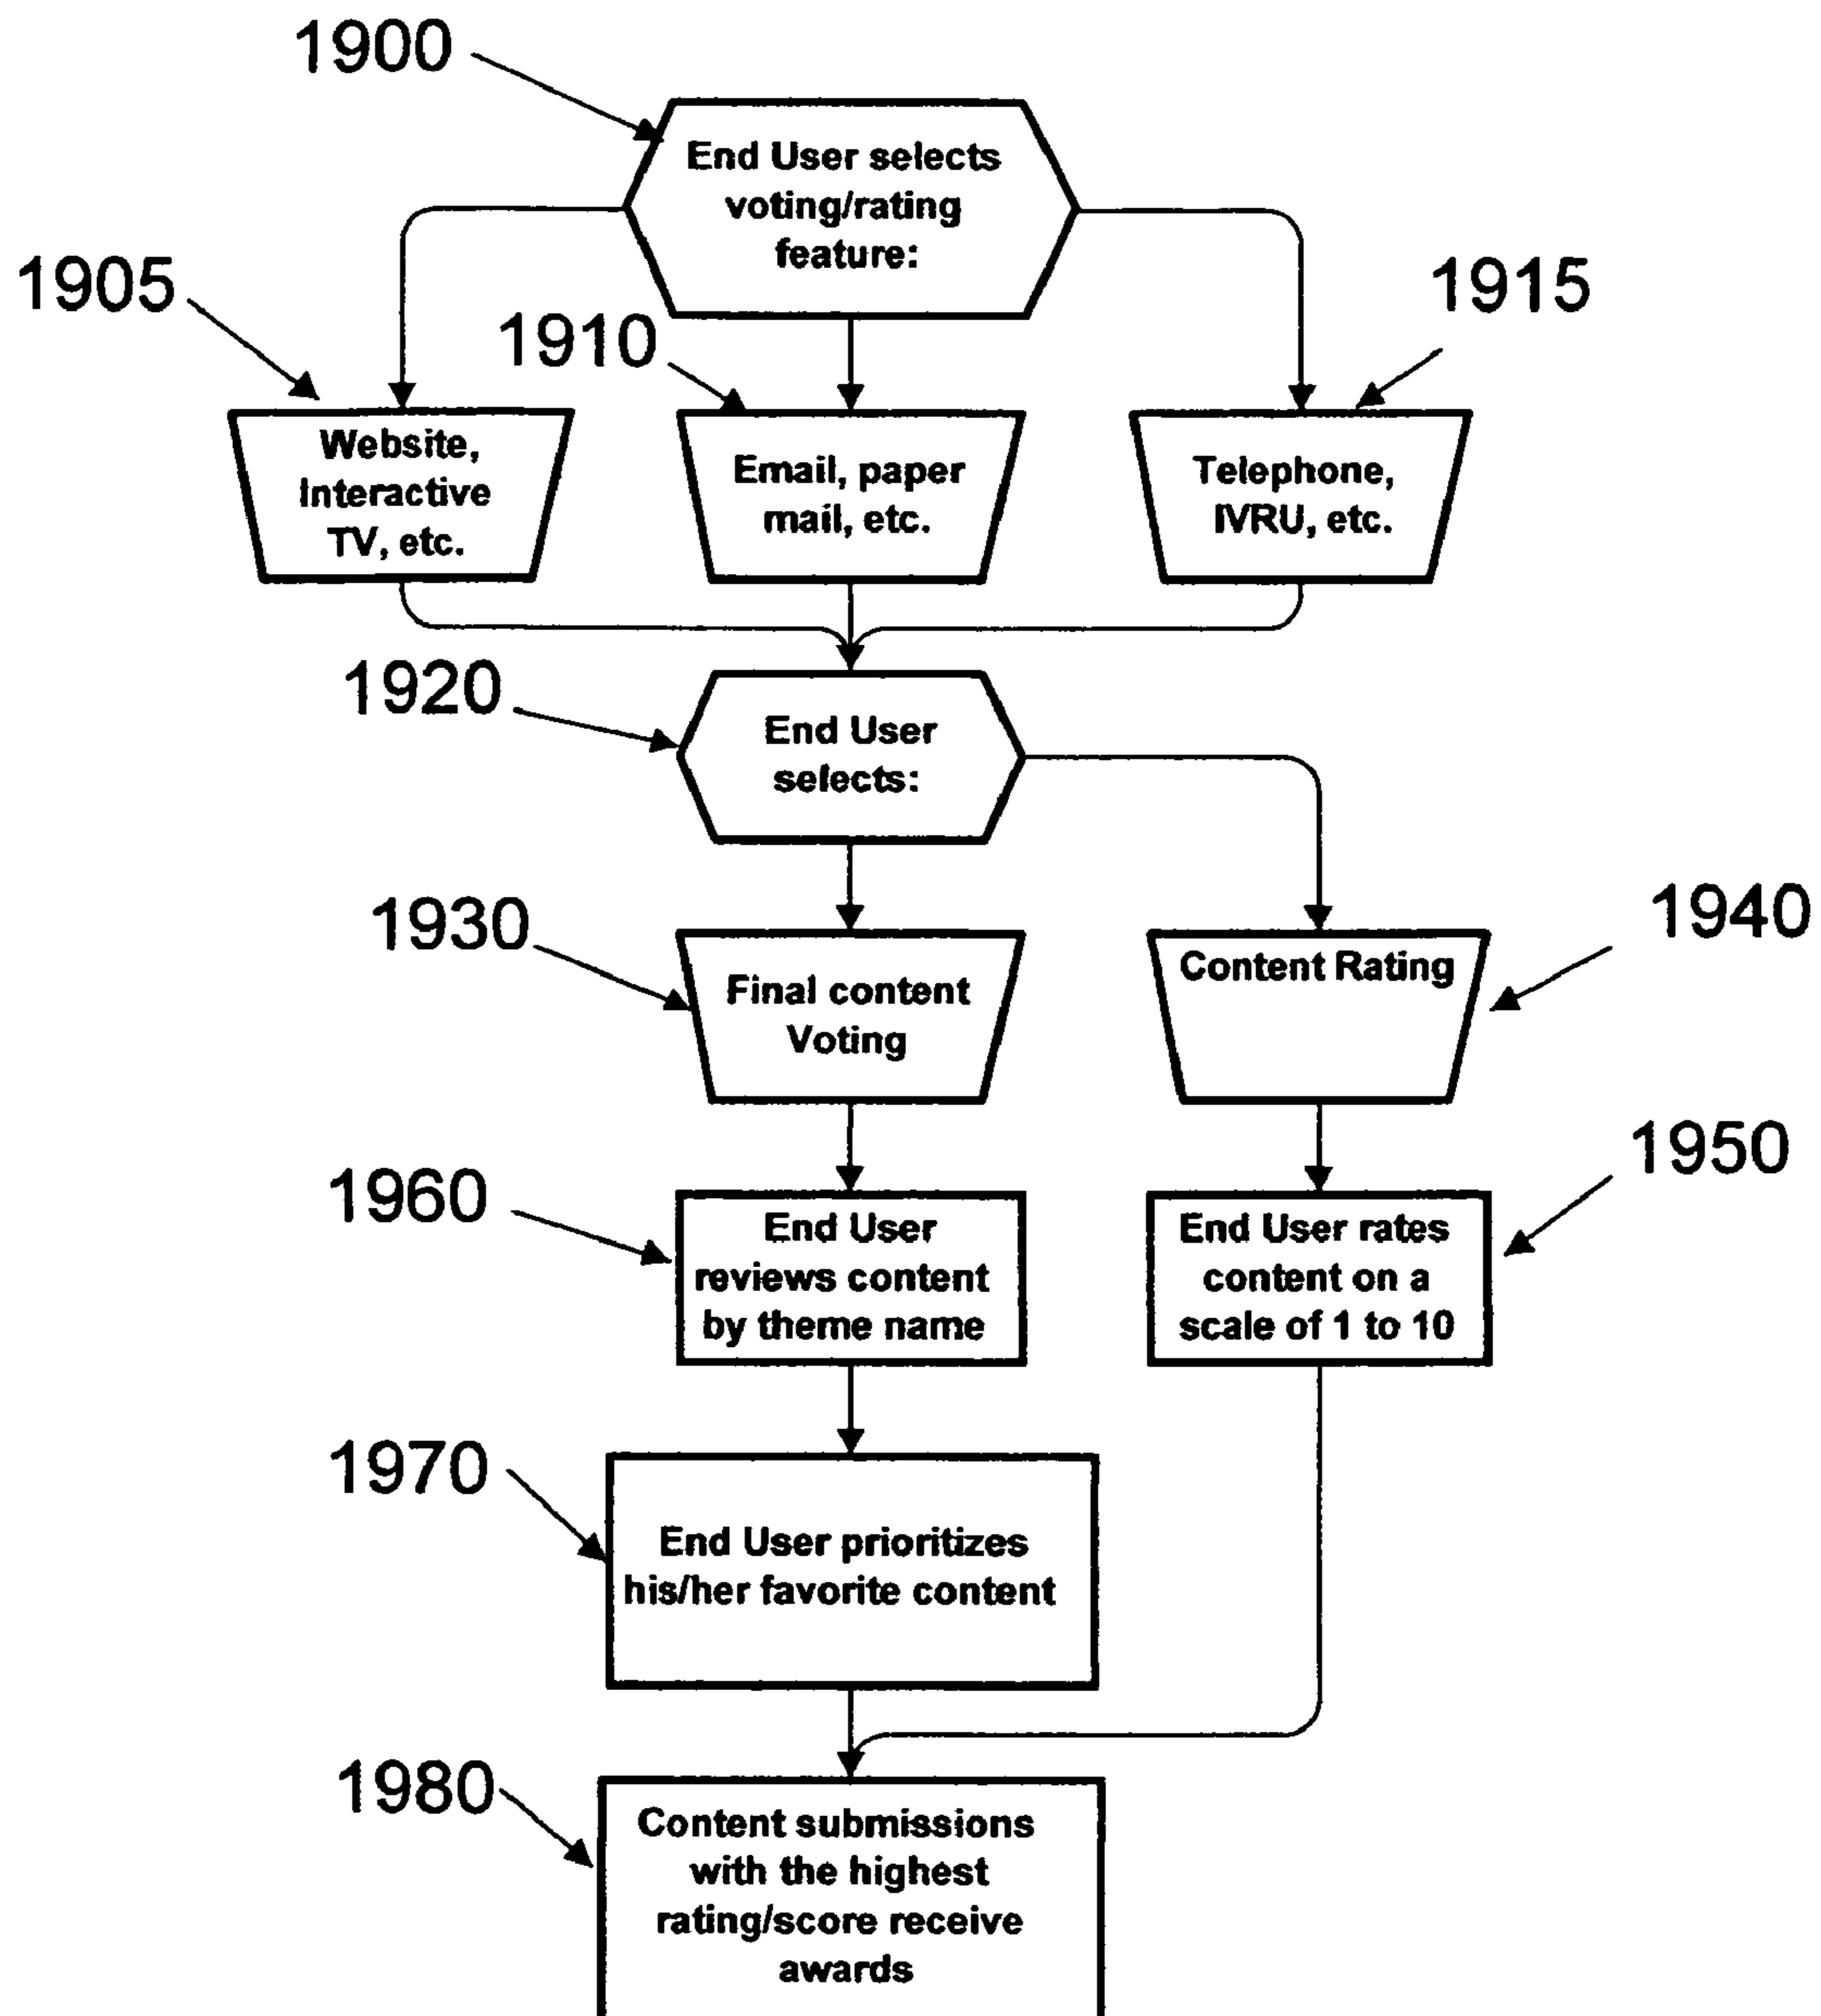 1900
End User selects
voting/rating
feature:
1905
1910
1915
Website,
Interactive
TV, etc.
Email, paper
mail, etc.
Telephone,
IVRU, etc.
1920
End User
selects:
1930
1940
Final content
Voting
Content Rating
1960
1950
End User
reviews content
by theme name
End User rates
content on a
scale of 1 to 10
1970
End User prioritizes
his/her favorite content
1980
Content submissions
with the highest
rating/score receive
awards